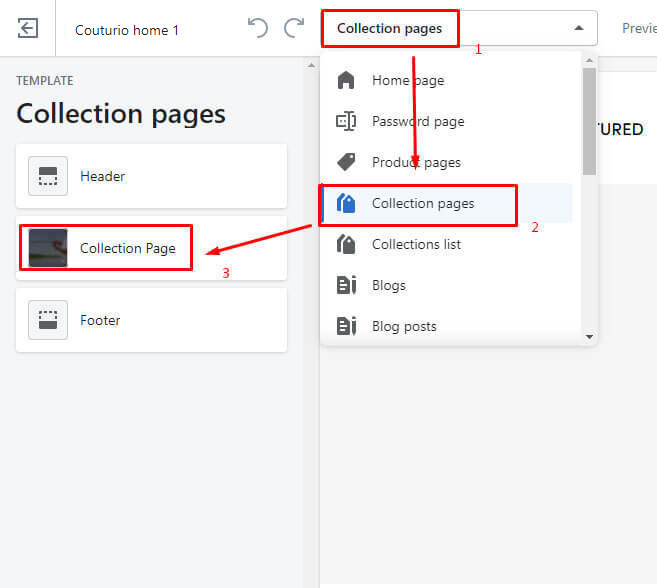 Couturio home 1
Collection pages
Preview
1
TEMPLATE
Collection pages
Header
Collection Page
3
Footer
Home page
Password page
Product pages
Collection pages
2
Collections list
Blogs
Blog posts
TURED